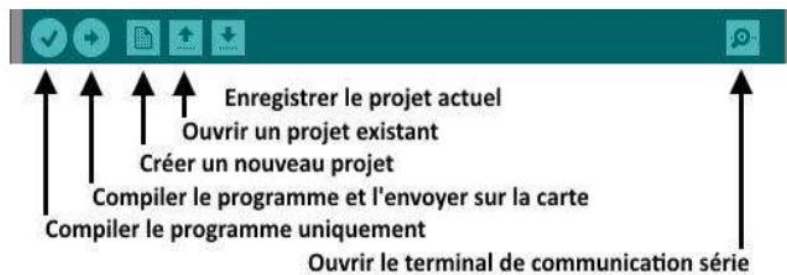 Enregistrer le projet actuel
Ouvrir un projet existant
Créer un nouveau projet
Compiler le programme et l'envoyer sur la carte
Compiler le programme uniquement
Ouvrir le terminal de communication série